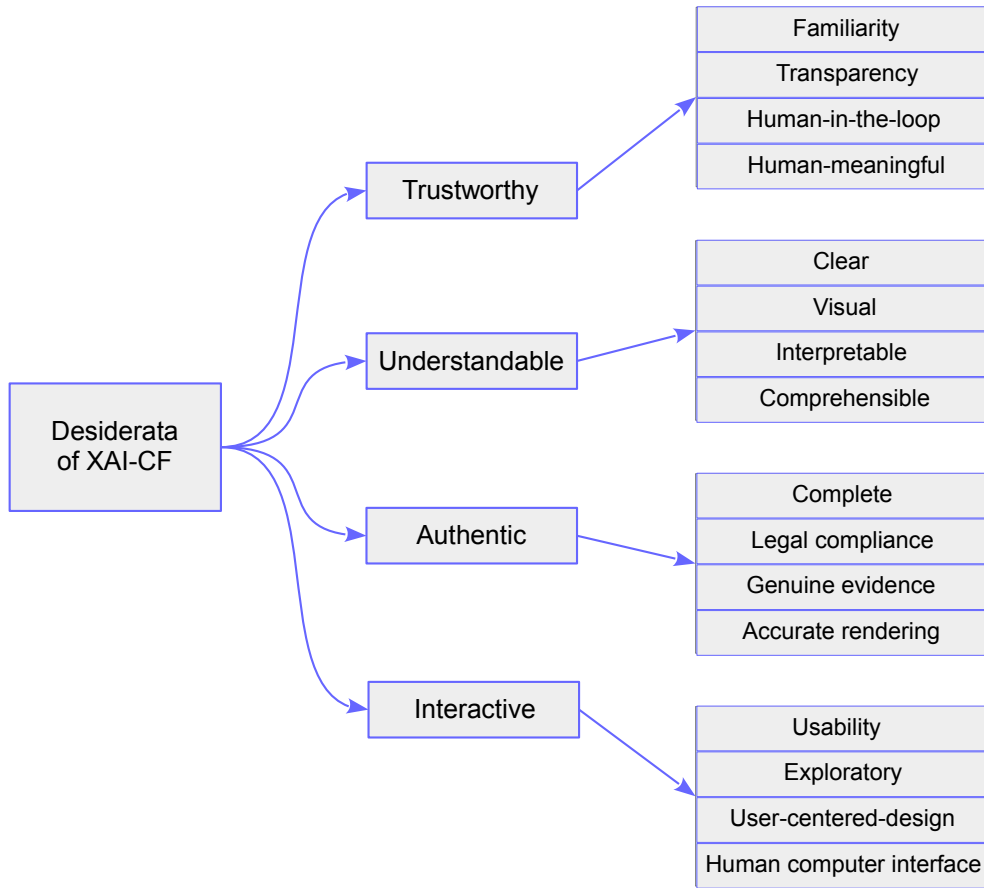 Desiderata
of XAI-CF
Trustworthy
Familiarity
Transparency
Human-in-the-loop
Human-meaningful
Understandable
Clear
Visual
Interpretable
Comprehensible
Authentic
Complete
Legal compliance
Genuine evidence
Accurate rendering
Interactive
Usability
Exploratory
User-centered-design
Human computer interface